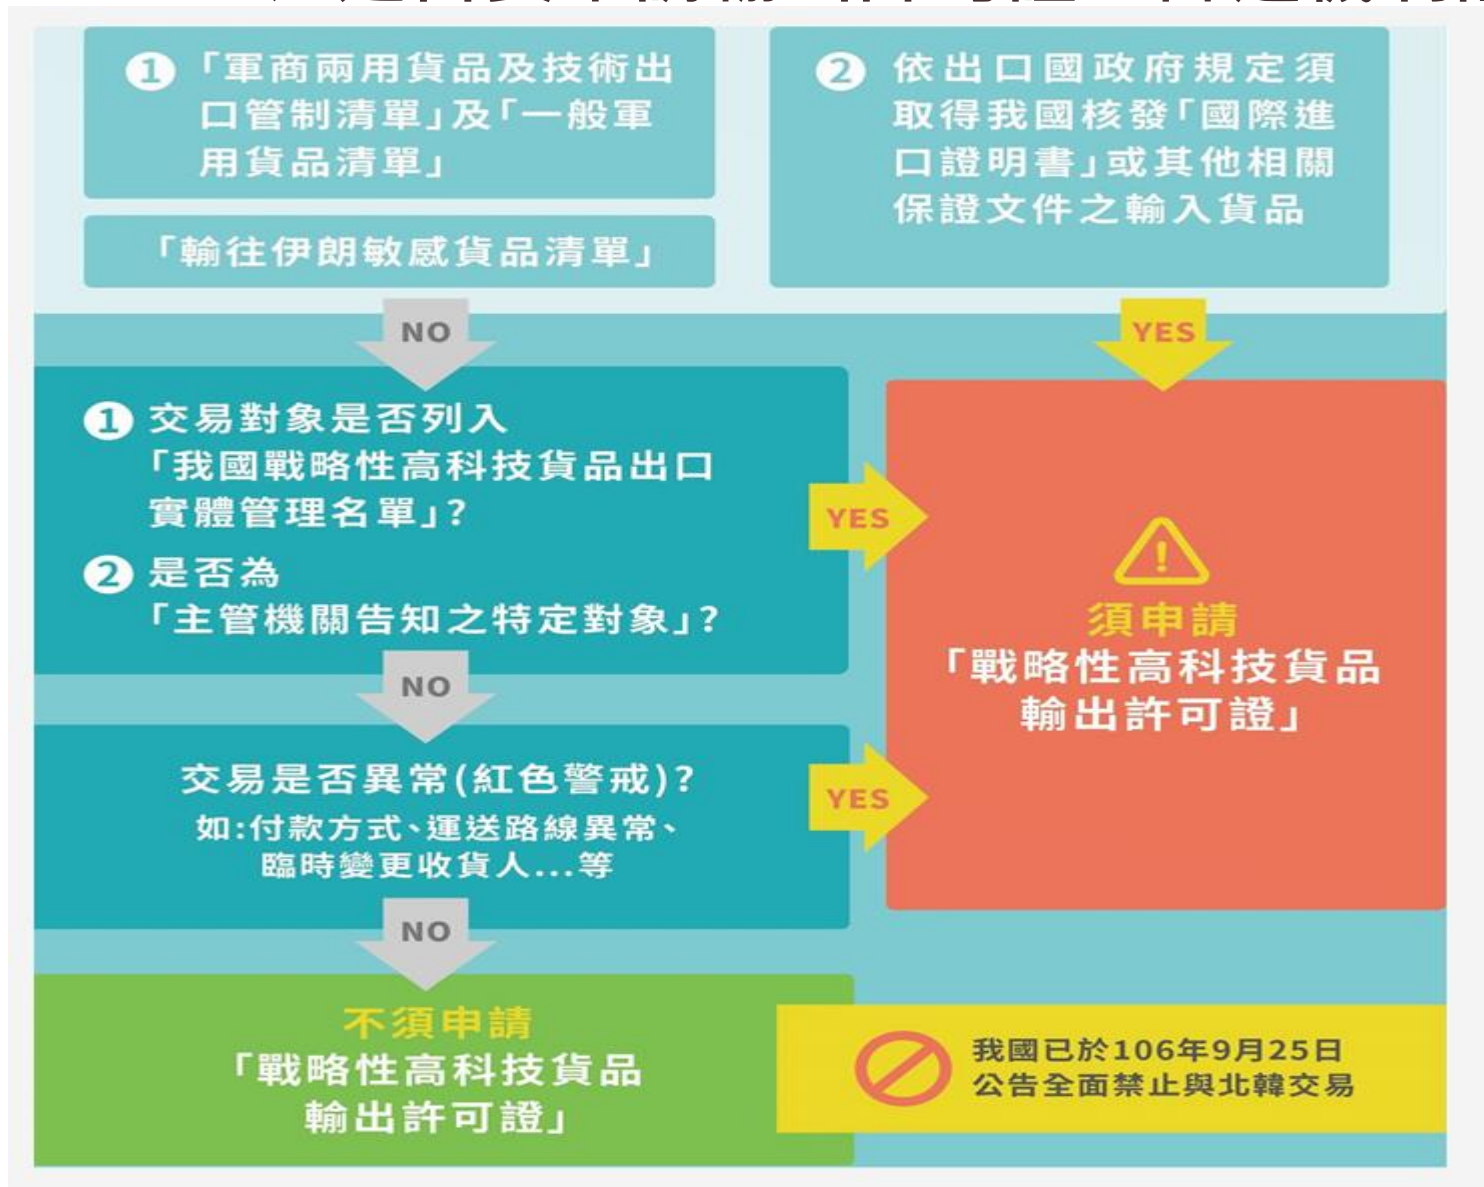 ❶「軍商兩用貨品及技術出
口管制清單」及「一般軍
用貨品清單」
「輸往伊朗敏感貨品清單」
❷ 依出口國政府規定須
取得我國核發「國際進
口證明書」或其他相關
保證文件之輸入貨品
NO
YES
❶ 交易對象是否列入
「我國戰略性高科技貨品出口
實體管理名單」?
❷ 是否為
「主管機關告知之特定對象」?
YES
須申請
「戰略性高科技貨品
輸出許可證」
NO
交易是否異常(紅色警戒)?
如:付款方式、運送路線異常、
臨時變更收貨人...等
YES
NO
不須申請
「戰略性高科技貨品
輸出許可證」
我國已於106年9月25日
公告全面禁止與北韓交易